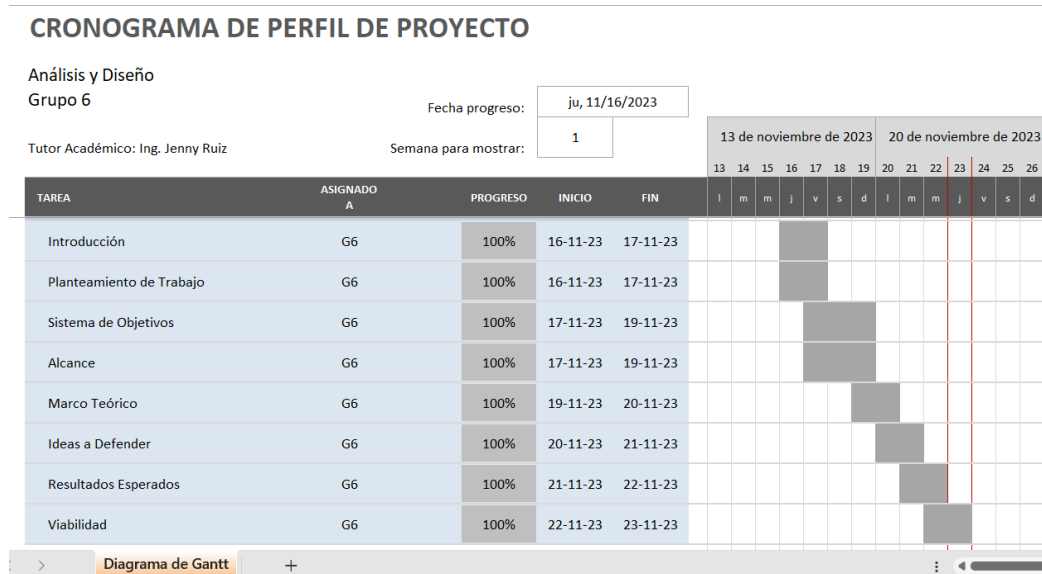 CRONOGRAMA DE PERFIL DE PROYECTO
Análisis y Diseño
Grupo 6
Fecha progreso: ju, 11/16/2023
Tutor Académico: Ing. Jenny Ruiz Semana para mostrar: 1
13 de noviembre de 2023 20 de noviembre de 2023
13 14 15 16 17 18 19 20 21 22 23 24 25 26
TAREA ASIGNADO A PROGRESO INICIO FIN l m m j v s d l m m j v s d
Introducción G6 100% 16-11-23 17-11-23
Planteamiento de Trabajo G6 100% 16-11-23 17-11-23
Sistema de Objetivos G6 100% 17-11-23 19-11-23
Alcance G6 100% 17-11-23 19-11-23
Marco Teórico G6 100% 19-11-23 20-11-23
Ideas a Defender G6 100% 20-11-23 21-11-23
Resultados Esperados G6 100% 21-11-23 22-11-23
Viabilidad G6 100% 22-11-23 23-11-23
Diagrama de Gantt